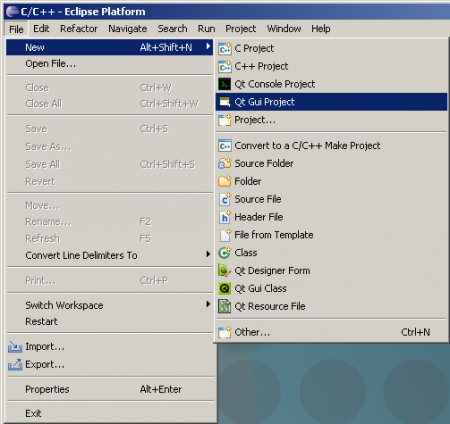 C/C++ - Eclipse Platform
File Edit Refactor Navigate Search Run Project Window Help
New Alt+Shift+N
Open File...
Close Ctrl+W
Close All Ctrl+Shift+W
Save Ctrl+S
Save As...
Save All Ctrl+Shift+S
Revert
Move...
Rename... F2
Refresh F5
Convert Line Delimiters To
Print... Ctrl+P
Switch Workspace
Restart
Import...
Export...
Properties Alt+Enter
Exit
C Project
C++ Project
Qt Console Project
Qt Gui Project
Project...
Convert to a C/C++ Make Project
Source Folder
Folder
Source File
Header File
File from Template
Class
Qt Designer Form
Qt Gui Class
Qt Resource File
Other... Ctrl+N